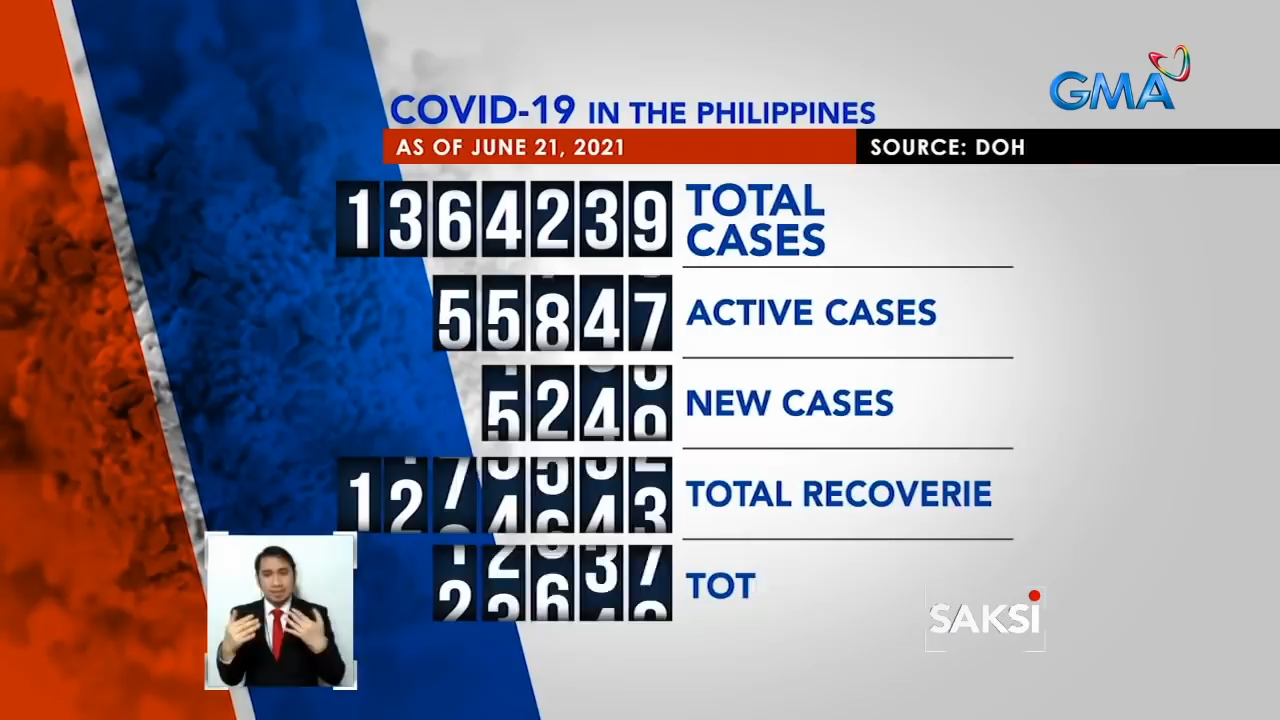 GMA
COVID-19 IN THE PHILIPPINES
AS OF JUNE 21, 2021
SOURCE: DOH
1364239 TOTAL CASES
55847 ACTIVE CASES
NEW CASES
TOTAL RECOVERIE
TOT
SAKSI